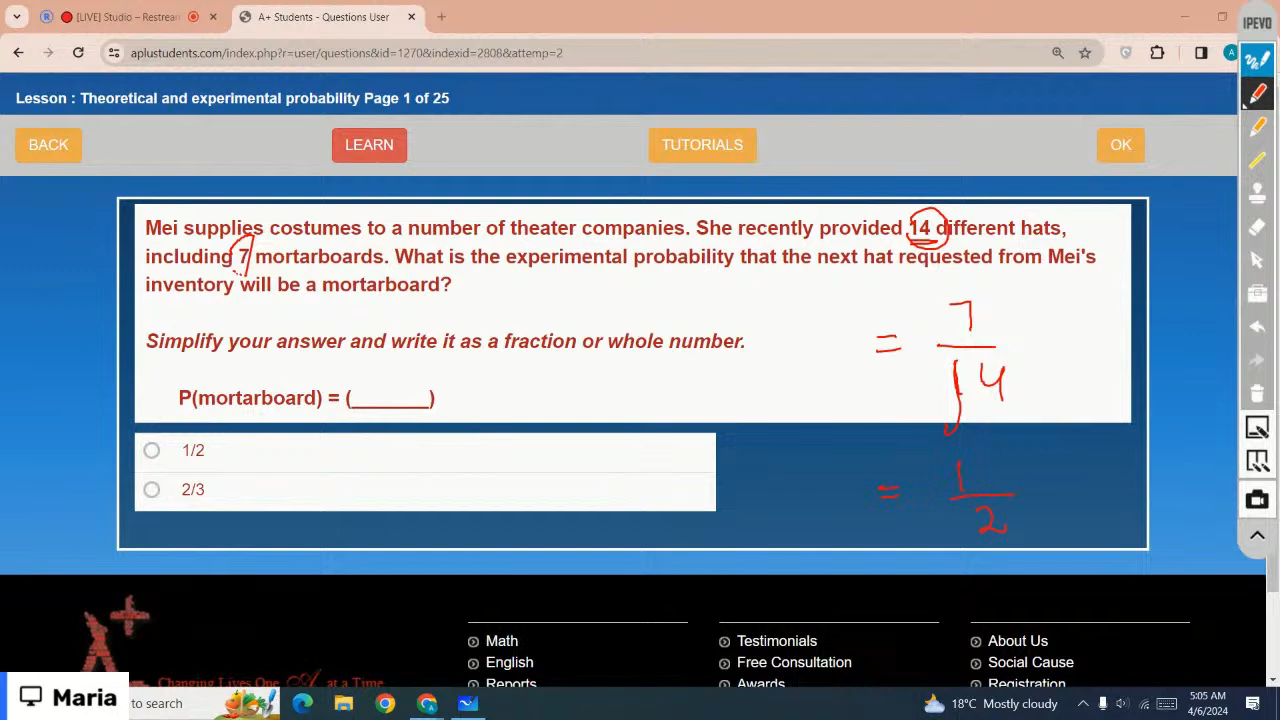 [LIVE] Studio – Restream
A+ Students - Questions User
IPEVO
aplustudents.com/index.php?r=user/questions&id=1270&indexid=2808&attemp=2
A
Lesson : Theoretical and experimental probability Page 1 of 25
BACK
LEARN
TUTORIALS
OK
Mei supplies costumes to a number of theater companies. She recently provided 14 different hats,
including 7 mortarboards. What is the experimental probability that the next hat requested from Mei's
inventory will be a mortarboard?
Simplify your answer and write it as a fraction or whole number.
P(mortarboard) = (_______)
= 7/14
1/2
2/3
= 1/2
Math
English
Reports
Testimonials
Free Consultation
Awards
About Us
Social Cause
Registration
A+
Changing Lives One A at a Time
Maria
to search
18°C Mostly cloudy
5:05 AM
4/6/2024